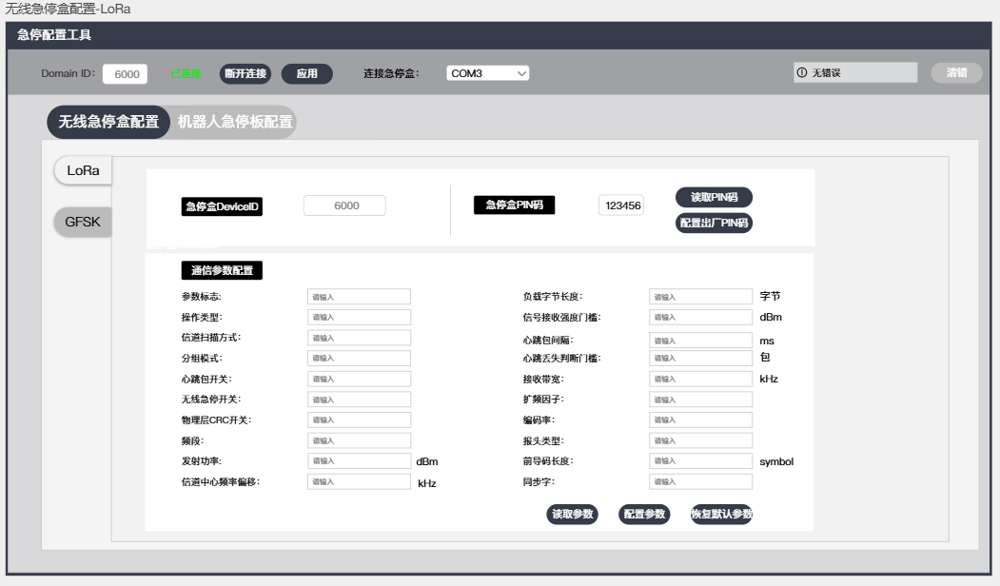 无线急停盒配置-LoRa
急停配置工具
Domain ID: 6000 已连接 断开连接 应用 连接急停盒: COM3 无错误 清错
无线急停盒配置 机器人急停板配置
LoRa
GFSK
急停盒DeviceID 6000 急停盒PIN码 123456 读取PIN码
配置出厂PIN码
通信参数配置
参数标志: 请输入 负载字节长度: 请输入 字节
操作类型: 请输入 信号接收强度门槛: 请输入 dBm
信道扫描方式: 请输入 心跳包间隔: 请输入 ms
分组模式: 请输入 心跳丢失判断门槛: 请输入 包
心跳包开关: 请输入 接收带宽: 请输入 kHz
无线急停开关: 请输入 扩频因子: 请输入
物理层CRC开关: 请输入 编码率: 请输入
频段: 请输入 报头类型: 请输入
发射功率: 请输入 dBm 前导码长度: 请输入 symbol
信道中心频率偏移: 请输入 kHz 同步字: 请输入
读取参数 配置参数 恢复默认参数